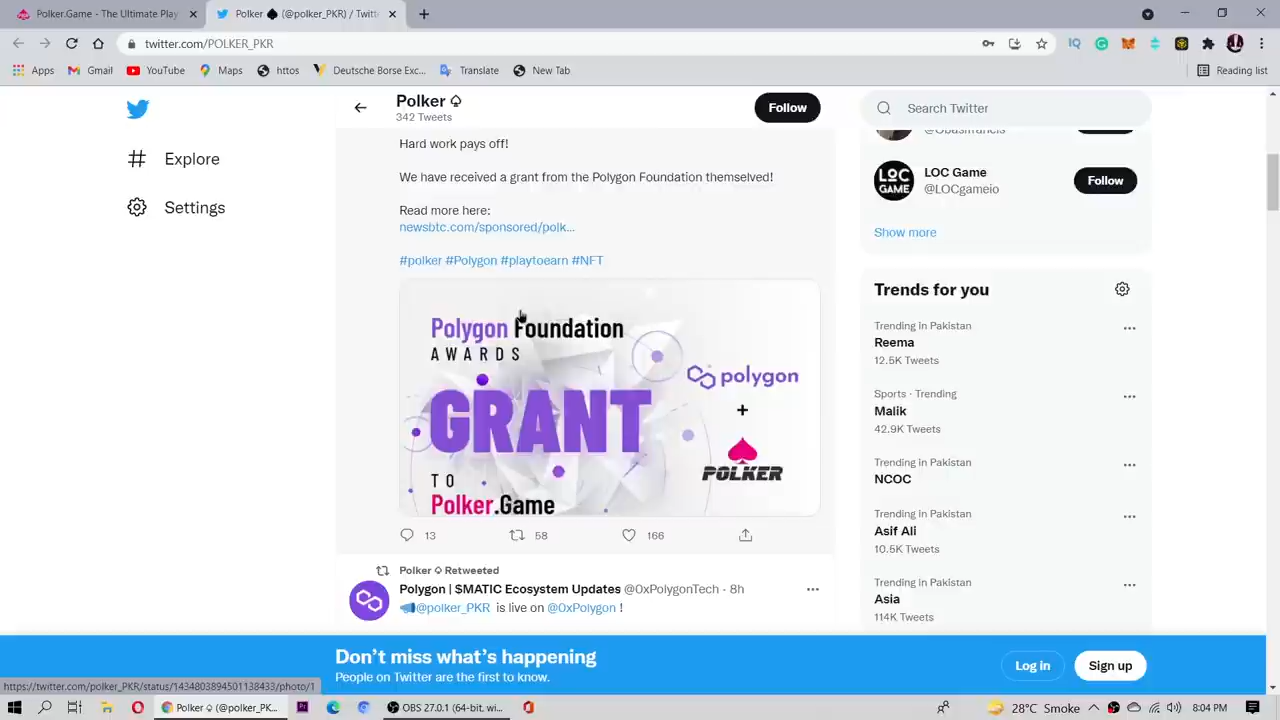 Polker.Game - The Ultimate Play
Polker ♠ (@polker_PKR) / Twitt
twitter.com/POLKER_PKR
Apps
Gmail
YouTube
Maps
httos
Deutsche Borse Exc...
Translate
New Tab
Reading list
Explore
Settings
Polker ♤
342 Tweets
Follow
Hard work pays off!
We have received a grant from the Polygon Foundation themselved!
Read more here:
newsbtc.com/sponsored/polk...
#polker #Polygon #playtoearn #NFT
Polygon Foundation
AWARDS
GRANT
TO
Polker.Game
polygon
+
POLKER
13
58
166
Polker ♤ Retweeted
Polygon | $MATIC Ecosystem Updates @0xPolygonTech · 8h
@polker_PKR is live on @0xPolygon !
Search Twitter
@Obasifrancis
LOC GAME
LOC Game
@LOCgameio
Follow
Show more
Trends for you
Trending in Pakistan
Reema
12.5K Tweets
Sports · Trending
Malik
42.9K Tweets
Trending in Pakistan
NCOC
Trending in Pakistan
Asif Ali
10.5K Tweets
Trending in Pakistan
Asia
114K Tweets
Don't miss what's happening
People on Twitter are the first to know.
Log in
Sign up
https://twitter.com/polker_PKR/status/1434803894501138433/photo/1
Polker ♤ (@polker_PK...
OBS 27.0.1 (64-bit, wi...
28°C Smoke
8:04 PM